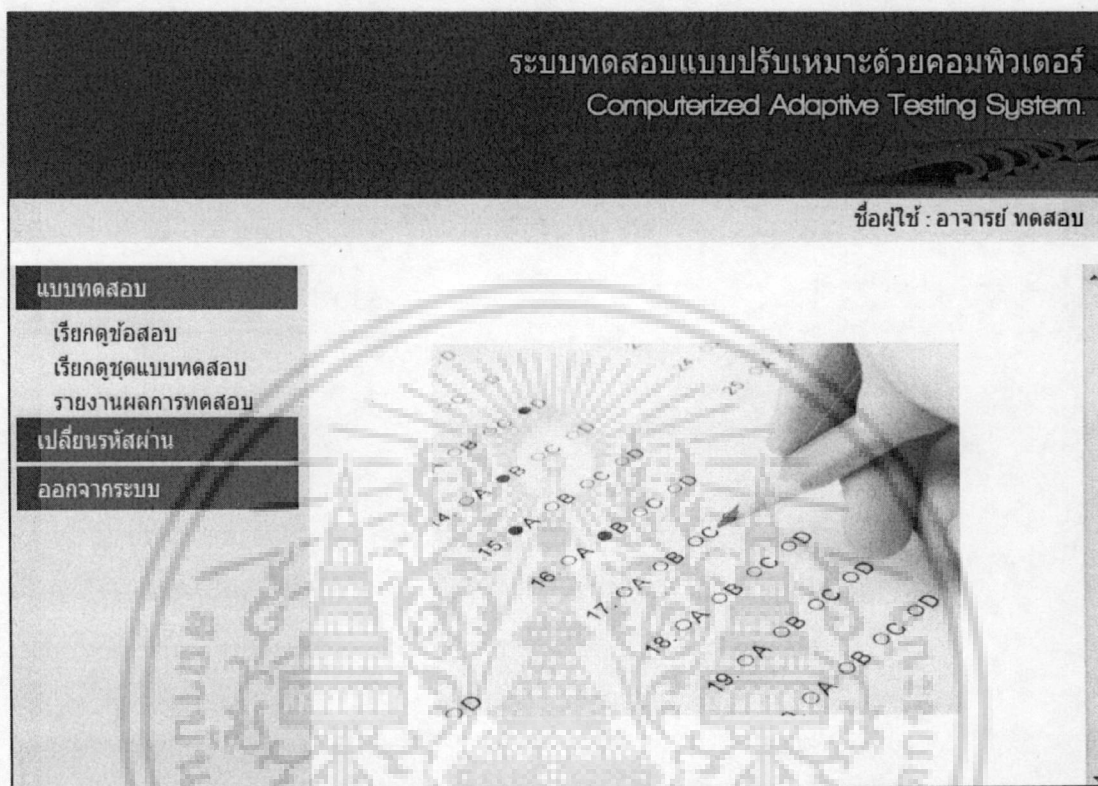 ระบบทดสอบแบบปรับเหมาะด้วยคอมพิวเตอร์
Computerized Adaptive Testing System.
ชื่อผู้ใช้ : อาจารย์ ทดสอบ
แบบทดสอบ
เรียกดูข้อสอบ
เรียกดูชุดแบบทดสอบ
รายงานผลการทดสอบ
เปลี่ยนรหัสผ่าน
ออกจากระบบ
24
25 A
B C D
14. A B C D
15. A B C D
16 A B C D
17. A B C
18. A B C D
19. A B C D
A B C D
D